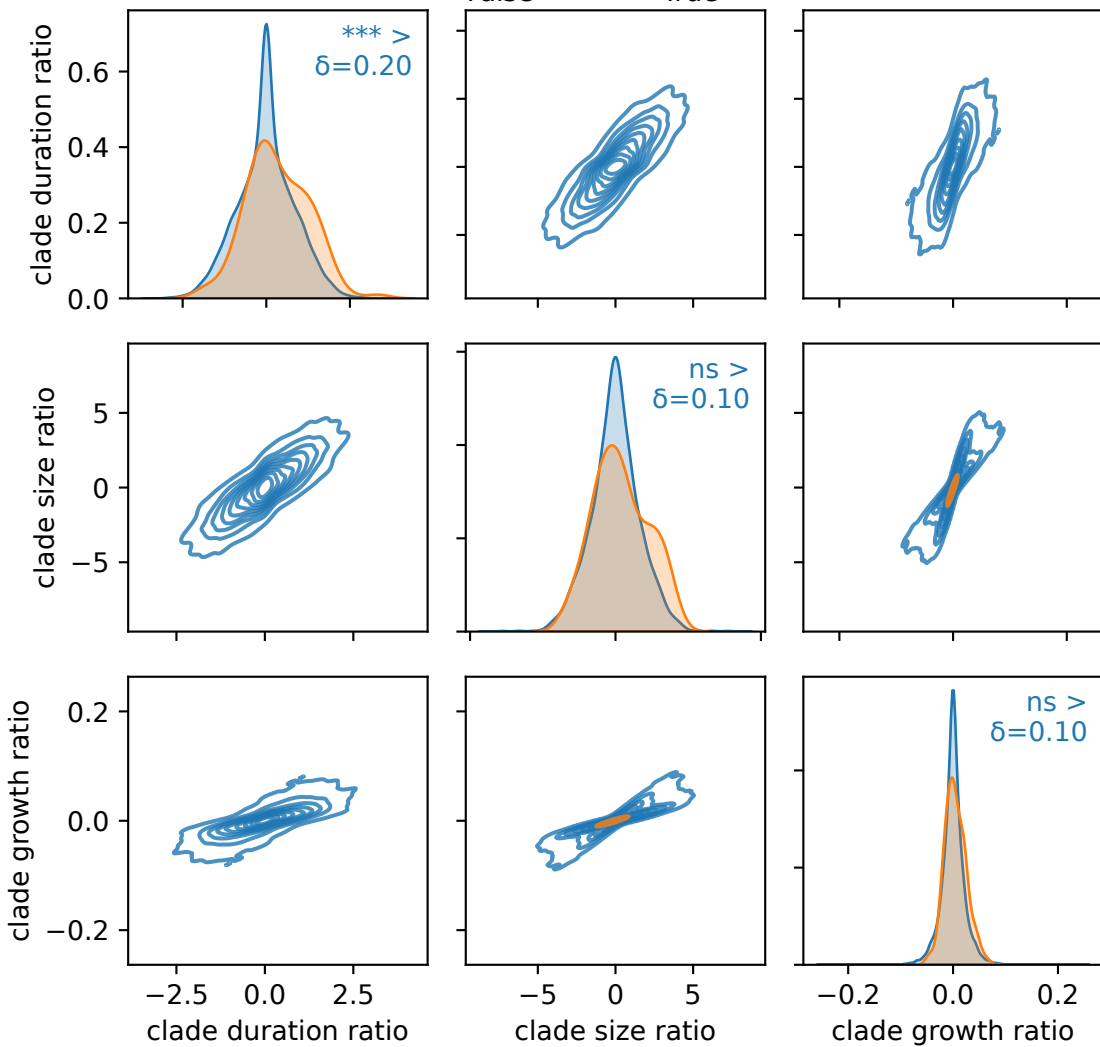 True
clade duration ratio
0.6
0.4
0.2
0.0
*** >
δ=0.20
clade size ratio
5
0
−5
ns >
δ=0.10
clade growth ratio
0.2
0.0
−0.2
ns >
δ=0.10
−2.5 0.0 2.5
−5 0 5
−0.2 0.0 0.2
clade duration ratio
clade size ratio
clade growth ratio